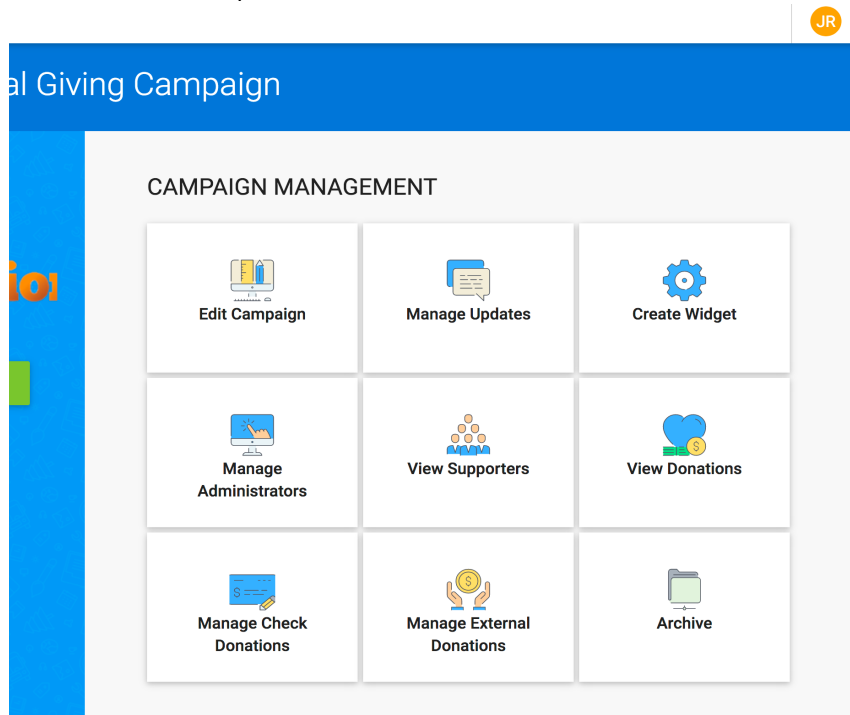 JR
al Giving Campaign
CAMPAIGN MANAGEMENT
Edit Campaign
Manage Updates
Create Widget
Manage
Administrators
View Supporters
View Donations
Manage Check
Donations
Manage External
Donations
Archive